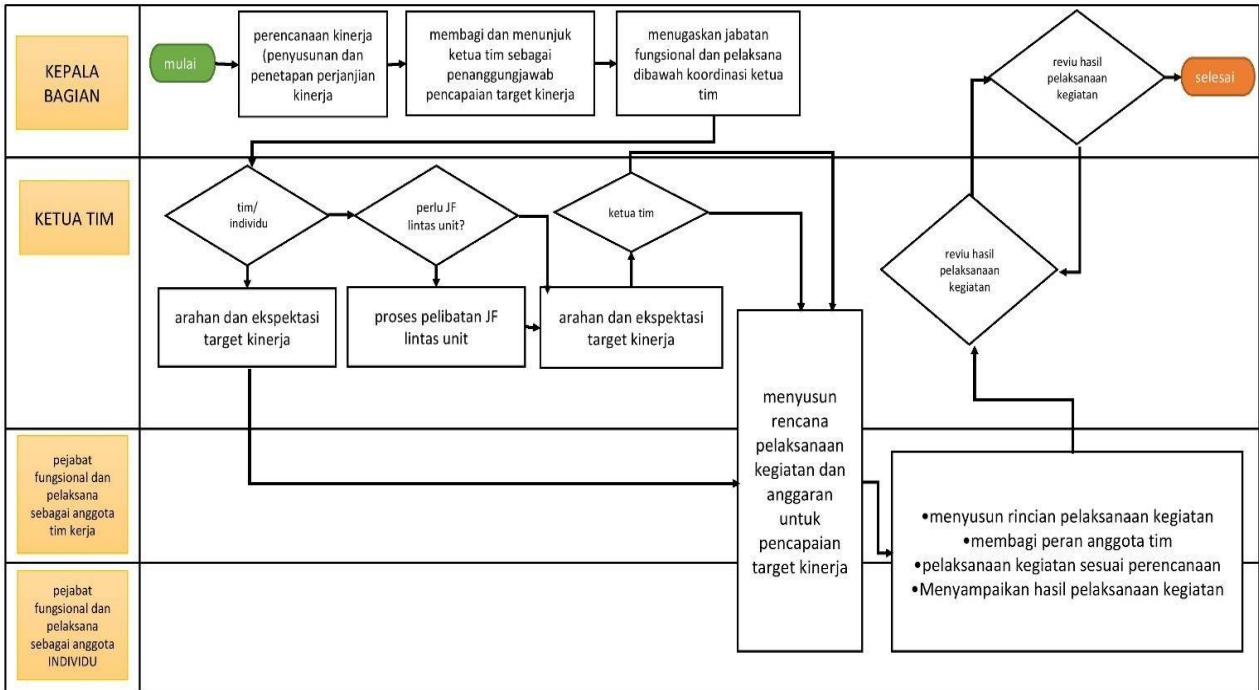 KEPALA
BAGIAN
mulai
perencanaan kinerja
(penyusunan dan
penetapan perjanjian
kinerja
membagi dan menunjuk
ketua tim sebagai
penanggungjawab
pencapaian target kinerja
menugaskan jabatan
fungsional dan pelaksana
dibawah koordinasi ketua
tim
reviu hasil
pelaksanaan
kegiatan
selesai
KETUA TIM
tim/
individu
perlu JF
lintas unit?
ketua tim
reviu hasil
pelaksanaan
kegiatan
arahan dan ekspektasi
target kinerja
proses pelibatan JF
lintas unit
arahan dan ekspektasi
target kinerja
menyusun
rencana
pelaksanaan
kegiatan dan
anggaran
untuk
pencapaian
target kinerja
pejabat
fungsional dan
pelaksana
sebagai anggota
tim kerja
•menyusun rincian pelaksanaan kegiatan
•membagi peran anggota tim
•pelaksanaan kegiatan sesuai perencanaan
•Menyampaikan hasil pelaksanaan kegiatan
pejabat
fungsional dan
pelaksana
sebagai anggota
INDIVIDU